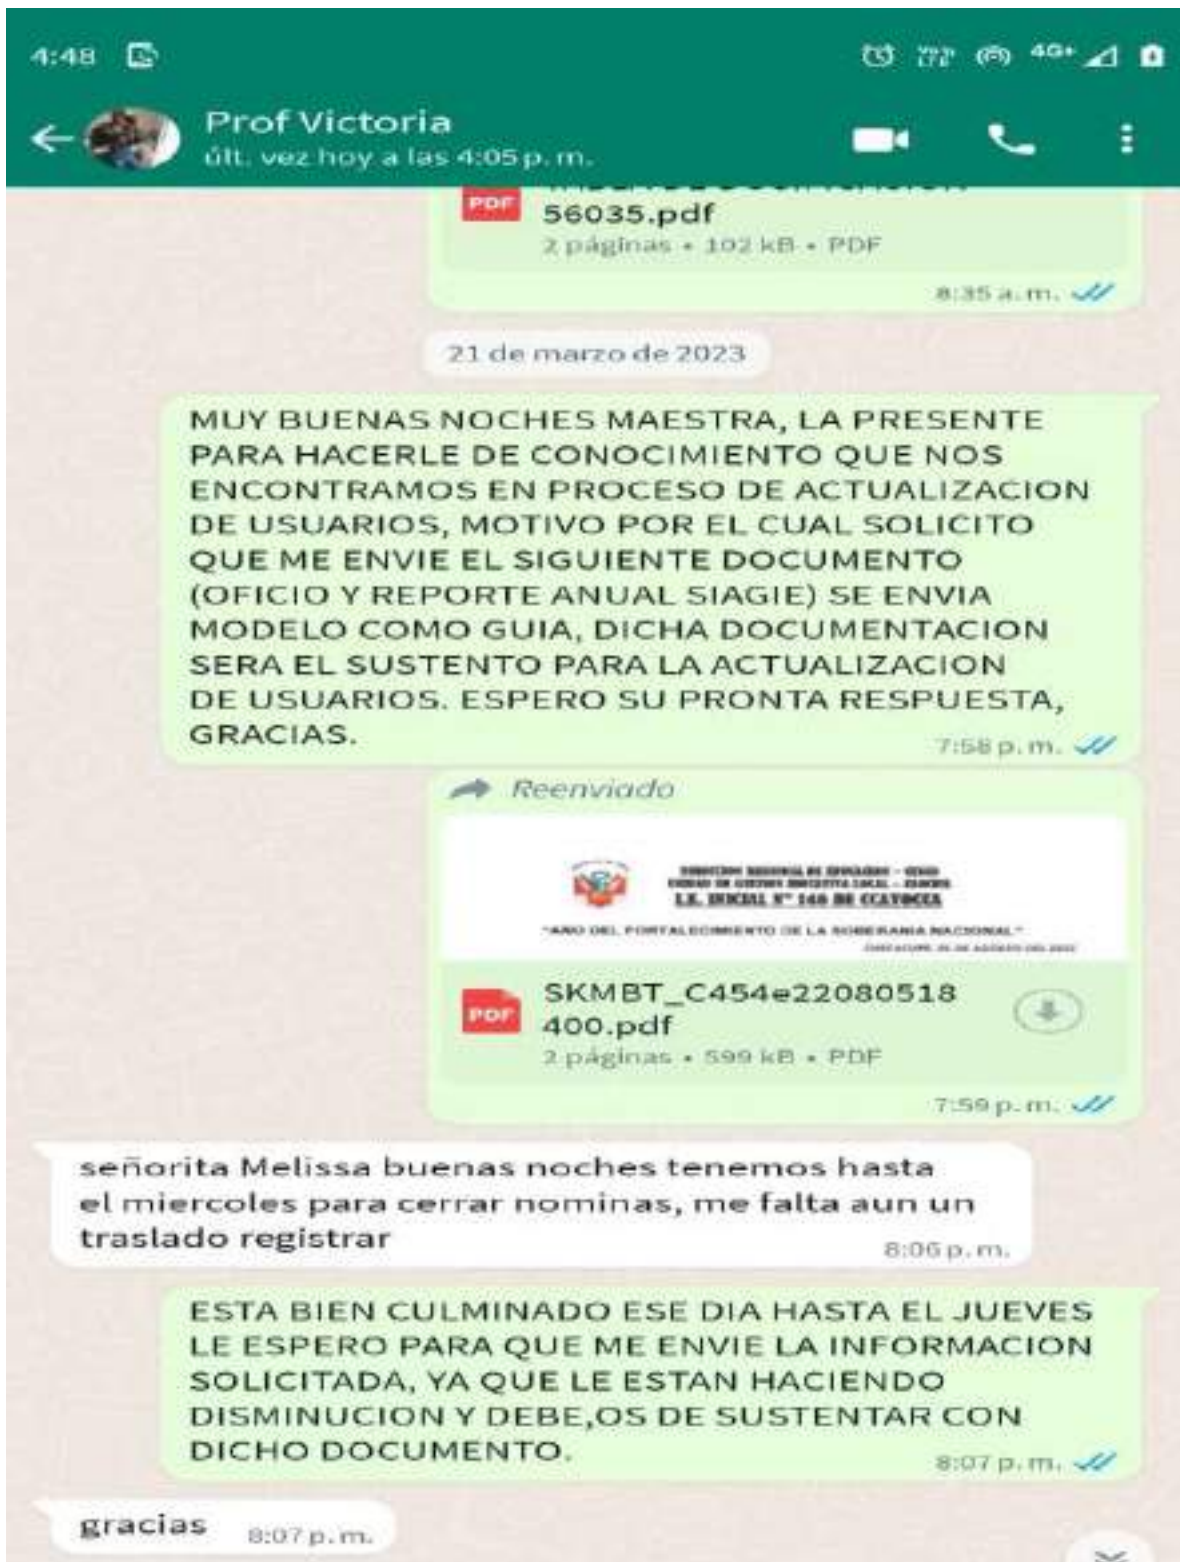 4:48
4G+
Prof Victoria
últ. vez hoy a las 4:05 p. m.
PDF
56035.pdf
2 páginas • 102 kB • PDF
8:35 a. m.
21 de marzo de 2023
MUY BUENAS NOCHES MAESTRA, LA PRESENTE
PARA HACERLE DE CONOCIMIENTO QUE NOS
ENCONTRAMOS EN PROCESO DE ACTUALIZACION
DE USUARIOS, MOTIVO POR EL CUAL SOLICITO
QUE ME ENVIE EL SIGUIENTE DOCUMENTO
(OFICIO Y REPORTE ANUAL SIAGIE) SE ENVIA
MODELO COMO GUIA, DICHA DOCUMENTACION
SERA EL SUSTENTO PARA LA ACTUALIZACION
DE USUARIOS. ESPERO SU PRONTA RESPUESTA,
GRACIAS.
7:58 p. m.
Reenviado
I.E. INICIAL N°
"AÑO DEL FORTALECIMIENTO DE LA SOBERANIA NACIONAL"
PDF
SKMBT_C454e22080518
400.pdf
2 páginas • 599 kB • PDF
7:59 p. m.
señorita Melissa buenas noches tenemos hasta
el miercoles para cerrar nominas, me falta aun un
traslado registrar
8:06 p. m.
ESTA BIEN CULMINADO ESE DIA HASTA EL JUEVES
LE ESPERO PARA QUE ME ENVIE LA INFORMACION
SOLICITADA, YA QUE LE ESTAN HACIENDO
DISMINUCION Y DEBE,OS DE SUSTENTAR CON
DICHO DOCUMENTO.
8:07 p. m.
gracias
8:07 p. m.